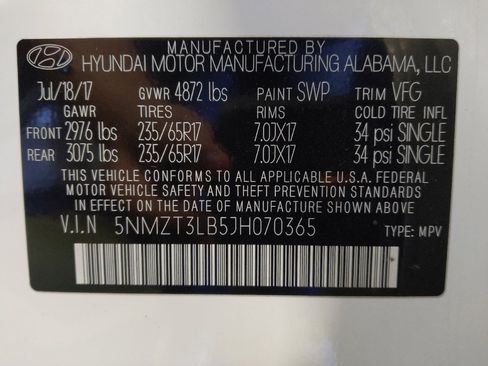 MANUFACTURED BY
HYUNDAI MOTOR MANUFACTURING ALABAMA, LLC
Jul/18/17 GVWR 4872 lbs PAINT SWP TRIM VFG
GAWR TIRES RIMS COLD TIRE INFL
FRONT 2976 lbs 235/65R17 7.0JX17 34 psi SINGLE
REAR 3075 lbs 235/65R17 7.0JX17 34 psi SINGLE
THIS VEHICLE CONFORMS TO ALL APPLICABLE U.S.A. FEDERAL
MOTOR VEHICLE SAFETY AND THEFT PREVENTION STANDARDS
IN EFFECT ON THE DATE OF MANUFACTURE SHOWN ABOVE
V.I.N 5NMZT3LB5JH070365 TYPE: MPV